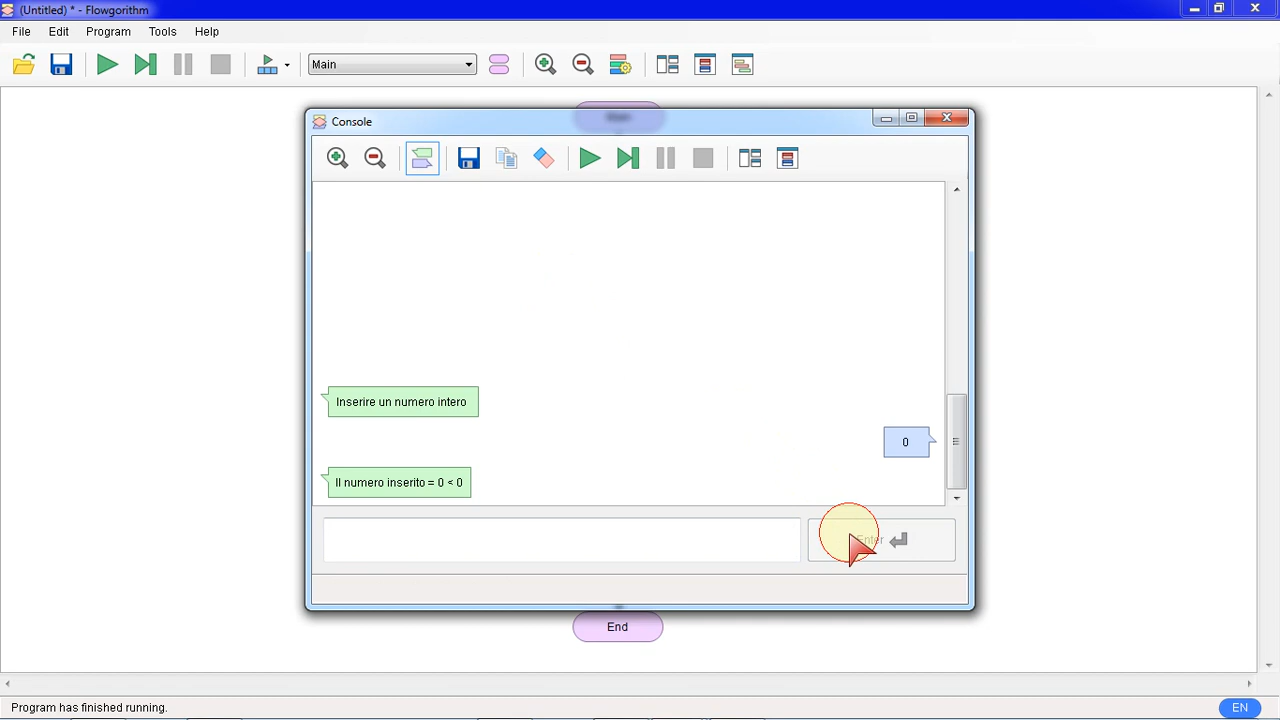 (Untitled) * - Flowgorithm
File Edit Program Tools Help
Main
Console
Inserire un numero intero
0
Il numero inserito = 0 < 0
Enter
End
Program has finished running.
EN